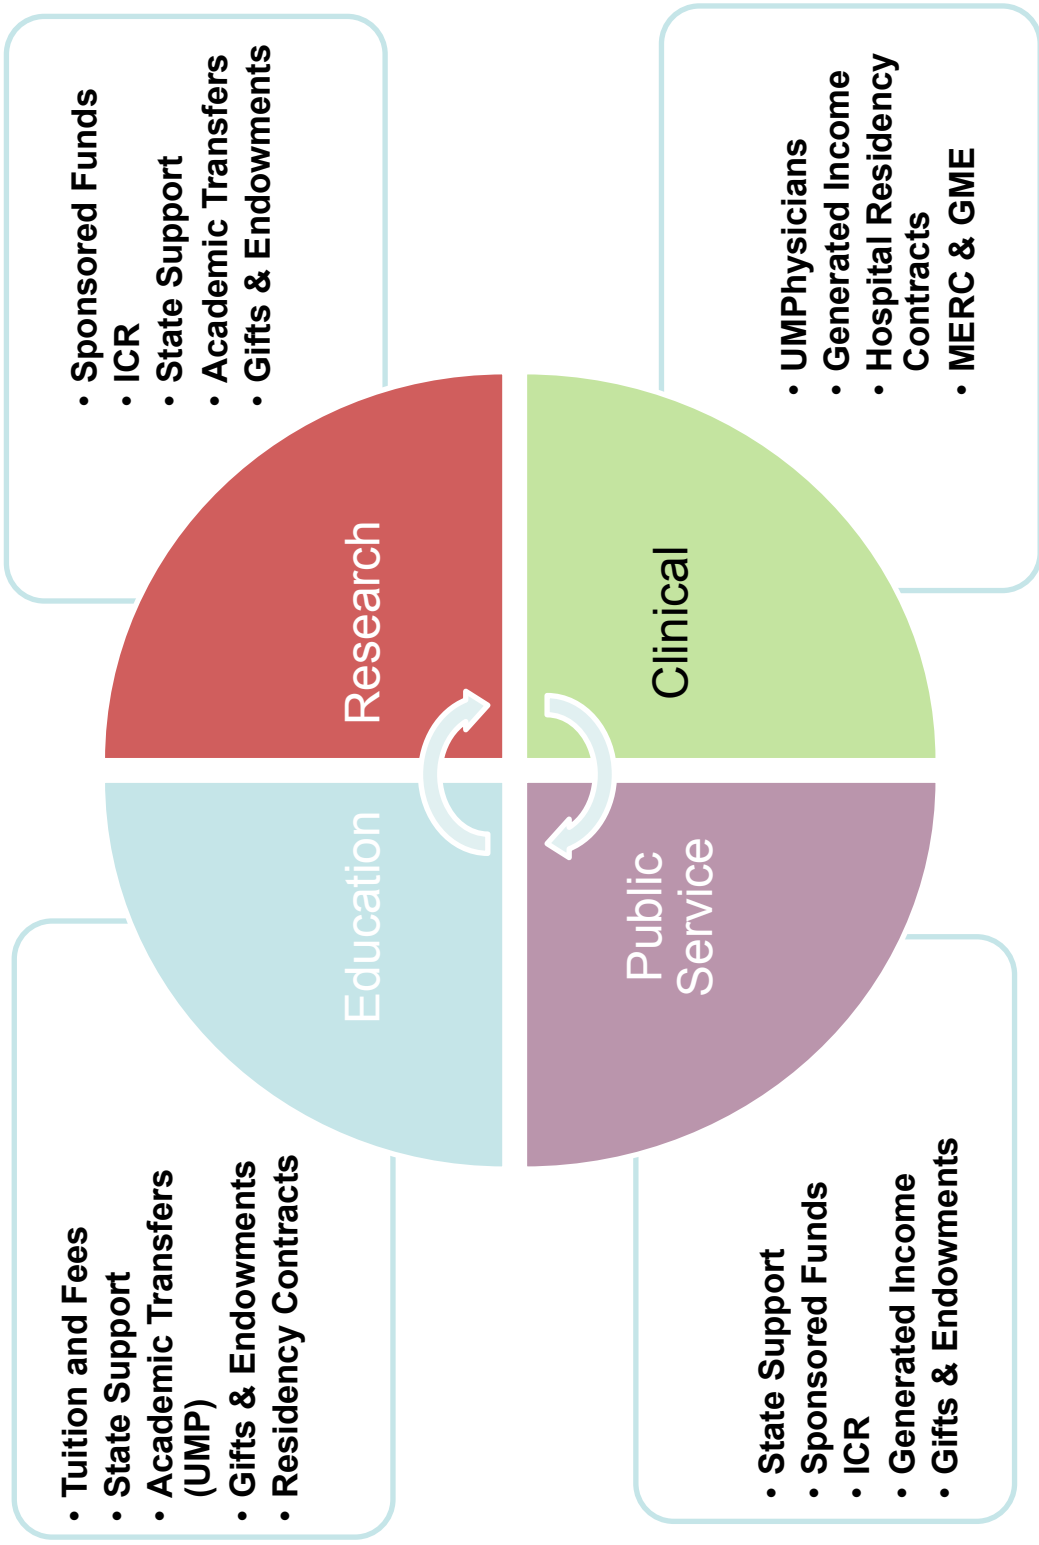 • Tuition and Fees
• State Support
• Academic Transfers
(UMP)
• Gifts & Endowments
• Residency Contracts
• Sponsored Funds
• ICR
• State Support
• Academic Transfers
• Gifts & Endowments
Education
Research
Public
Service
Clinical
• State Support
• Sponsored Funds
• ICR
• Generated Income
• Gifts & Endowments
• UMPhysicians
• Generated Income
• Hospital Residency
Contracts
• MERC & GME